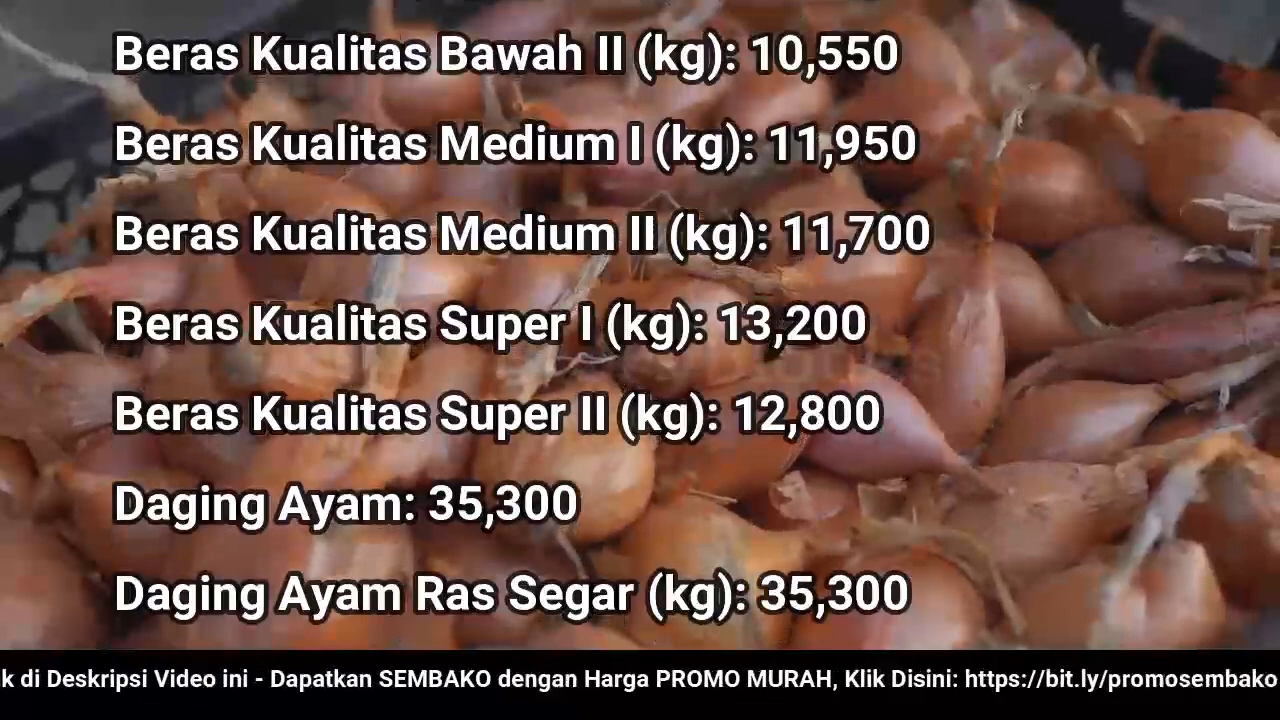 Beras Kualitas Bawah II (kg): 10,550
Beras Kualitas Medium I (kg): 11,950
Beras Kualitas Medium II (kg): 11,700
Beras Kualitas Super I (kg): 13,200
Beras Kualitas Super II (kg): 12,800
Daging Ayam: 35,300
Daging Ayam Ras Segar (kg): 35,300
k di Deskripsi Video ini - Dapatkan SEMBAKO dengan Harga PROMO MURAH, Klik Disini: https://bit.ly/promosembako